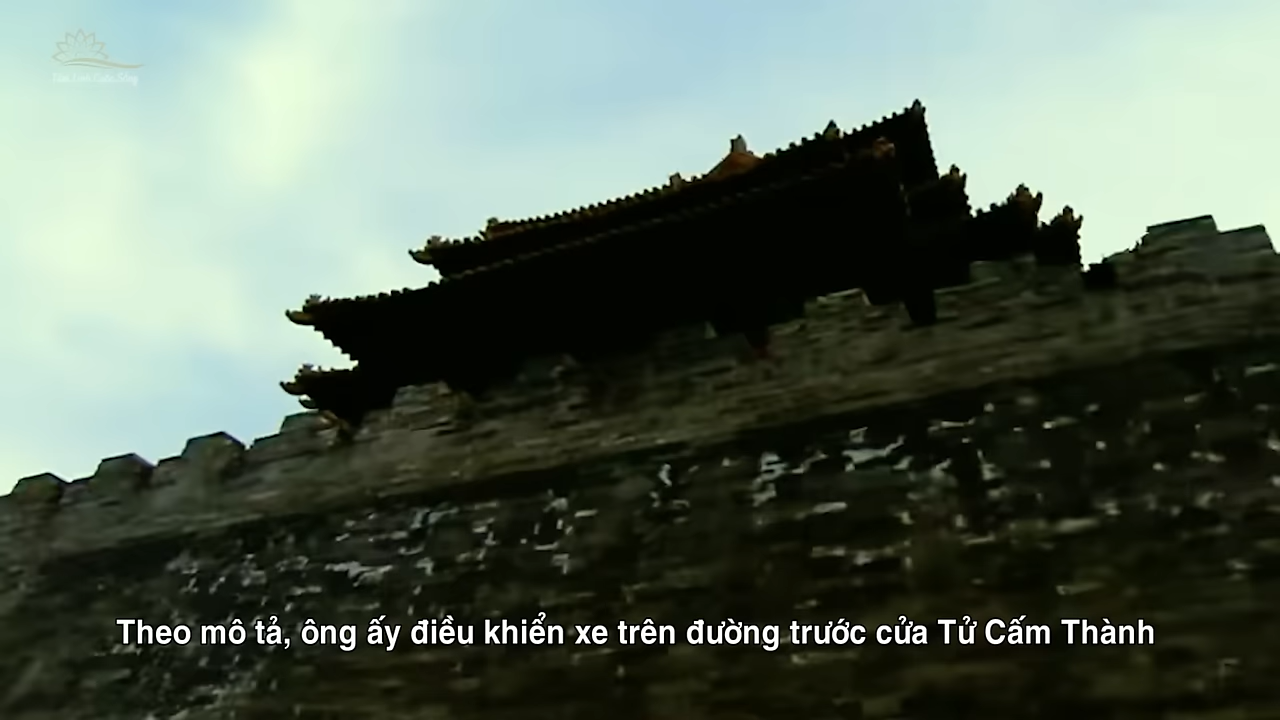 Theo mô tả, ông ấy điều khiển xe trên đường trước cửa Tử Cấm Thành